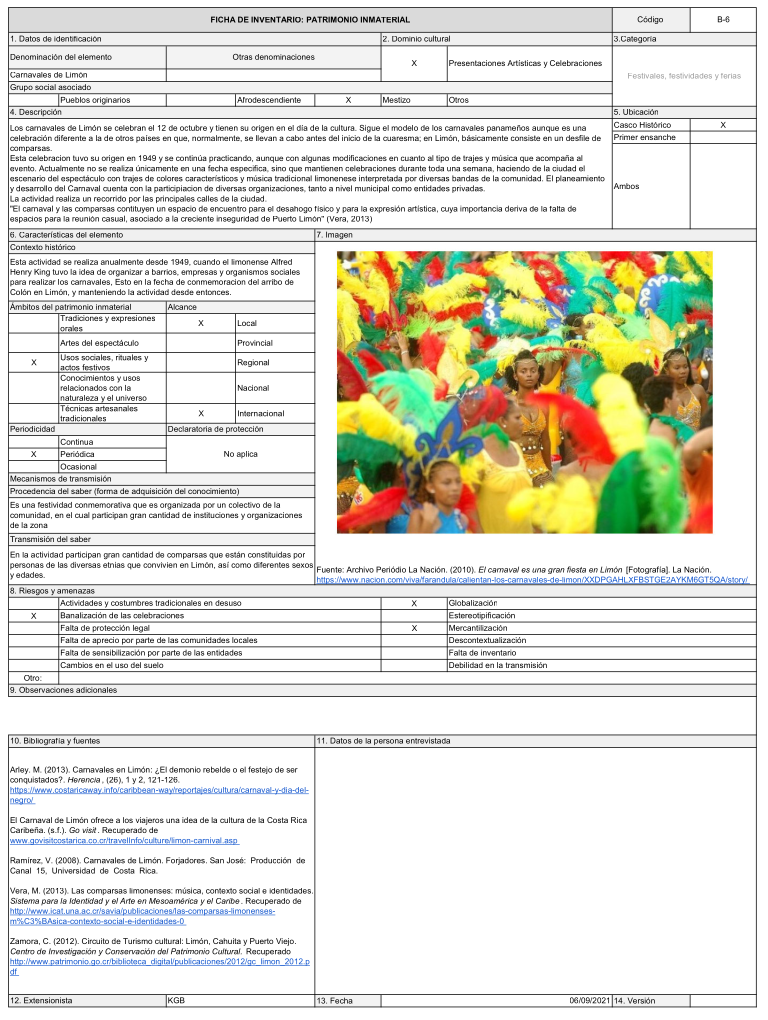 FICHA DE INVENTARIO: PATRIMONIO INMATERIAL Código B-6
1. Datos de identificación 2. Dominio cultural 3.Categoría
Denominación del elemento Otras denominaciones X Presentaciones Artísticas y Celebraciones Festivales, festividades y ferias
Carnavales de Limón
Grupo social asociado
Pueblos originarios Afrodescendiente X Mestizo Otros
4. Descripción 5. Ubicación
Los carnavales de Limón se celebran el 12 de octubre y tienen su origen en el día de la cultura. Sigue el modelo de los carnavales panameños aunque es una
celebración diferente a la de otros países en que, normalmente, se llevan a cabo antes del inicio de la cuaresma; en Limón, básicamente consiste en un desfile de
comparsas.
Esta celebracion tuvo su origen en 1949 y se continúa practicando, aunque con algunas modificaciones en cuanto al tipo de trajes y música que acompaña al
evento. Actualmente no se realiza únicamente en una fecha especifica, sino que mantienen celebraciones durante toda una semana, haciendo de la ciudad el
escenario del espectáculo con trajes de colores característicos y música tradicional limonense interpretada por diversas bandas de la comunidad. El planeamiento
y desarrollo del Carnaval cuenta con la participiacion de diversas organizaciones, tanto a nivel municipal como entidades privadas.
La actividad realiza un recorrido por las principales calles de la ciudad.
"El carnaval y las comparsas contituyen un espacio de encuentro para el desahogo físico y para la expresión artística, cuya importancia deriva de la falta de
espacios para la reunión casual, asociado a la creciente inseguridad de Puerto Limón" (Vera, 2013)
Casco Histórico X
Primer ensanche
Ambos
6. Características del elemento 7. Imagen
Contexto histórico
Esta actividad se realiza anualmente desde 1949, cuando el limonense Alfred
Henry King tuvo la idea de organizar a barrios, empresas y organismos sociales
para realizar los carnavales, Esto en la fecha de conmemoracion del arribo de
Colón en Limón, y manteniendo la actividad desde entonces.
Ámbitos del patrimonio inmaterial Alcance
Tradiciones y expresiones
orales X Local
Artes del espectáculo Provincial
X Usos sociales, rituales y
actos festivos Regional
Conocimientos y usos
relacionados con la
naturaleza y el universo Nacional
Técnicas artesanales
tradicionales X Internacional
Periodicidad Declaratoria de protección
Continua
X Periódica No aplica
Ocasional
Mecanismos de transmisión
Procedencia del saber (forma de adquisición del conocimiento)
Es una festividad conmemorativa que es organizada por un colectivo de la
comunidad, en el cual participan gran cantidad de instituciones y organizaciones
de la zona
Transmisión del saber
En la actividad participan gran cantidad de comparsas que están constituidas por
personas de las diversas etnias que conviven en Limón, así como diferentes sexos
y edades.
Fuente: Archivo Periódio La Nación. (2010). El carnaval es una gran fiesta en Limón [Fotografía]. La Nación.
https://www.nacion.com/viva/farandula/calientan-los-carnavales-de-limon/XXDPGAHLXFBSTGE2AYKM6GT5QA/story/
8. Riesgos y amenazas
Actividades y costumbres tradicionales en desuso X Globalización
X Banalización de las celebraciones Estereotipificación
Falta de protección legal X Mercantilización
Falta de aprecio por parte de las comunidades locales Descontextualización
Falta de sensibilización por parte de las entidades Falta de inventario
Cambios en el uso del suelo Debilidad en la transmisión
Otro:
9. Observaciones adicionales
10. Bibliografía y fuentes 11. Datos de la persona entrevistada
Arley. M. (2013). Carnavales en Limón: ¿El demonio rebelde o el festejo de ser
conquistados?. Herencia, (26), 1 y 2, 121-126.
https://www.costaricaway.info/caribbean-way/reportajes/cultura/carnaval-y-dia-del-
negro/
El Carnaval de Limón ofrece a los viajeros una idea de la cultura de la Costa Rica
Caribeña. (s.f.). Go visit. Recuperado de
www.govisitcostarica.co.cr/travelInfo/culture/limon-carnival.asp
Ramírez, V. (2008). Carnavales de Limón. Forjadores. San José: Producción de
Canal 15, Universidad de Costa Rica.
Vera, M. (2013). Las comparsas limonenses: música, contexto social e identidades.
Sistema para la Identidad y el Arte en Mesoamérica y el Caribe. Recuperado de
http://www.icat.una.ac.cr/savia/publicaciones/las-comparsas-limonenses-
m%C3%BAsica-contexto-social-e-identidades-0
Zamora, C. (2012). Circuito de Turismo cultural: Limón, Cahuita y Puerto Viejo.
Centro de Investigación y Conservación del Patrimonio Cultural. Recuperado
http://www.patrimonio.go.cr/biblioteca_digital/publicaciones/2012/gc_limon_2012.p
df
12. Extensionista KGB 13. Fecha 06/09/2021 14. Versión